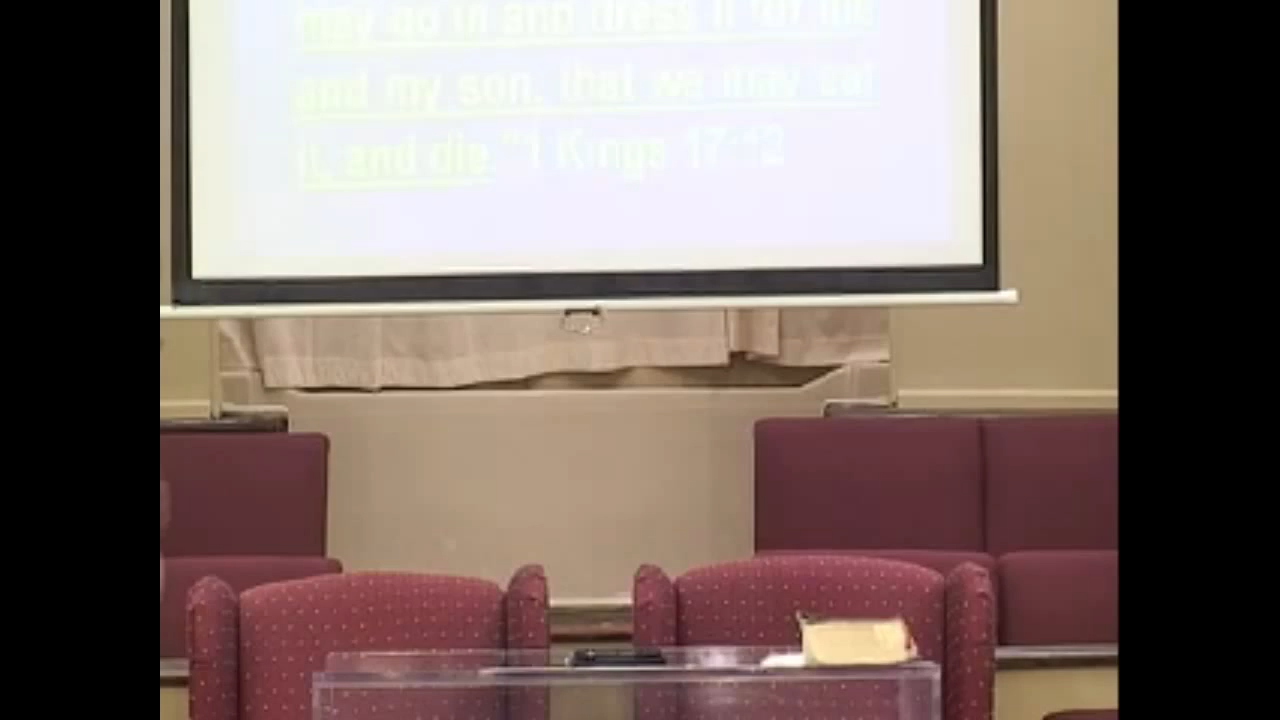 may go in and dress it for me
and my son, that we may eat
it, and die." 1 Kings 17:12